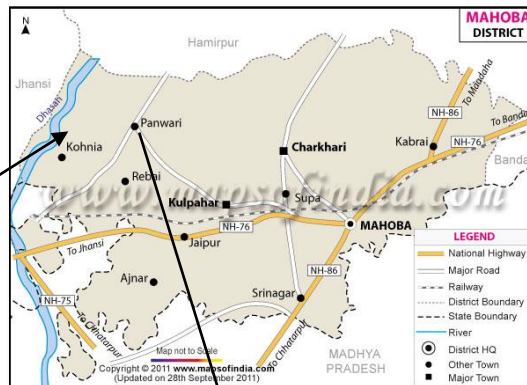 MAHOBA
DISTRICT
N
Hamirpur
Jhansi
Dhasan
To Maudaha
NH-86
To Banda
Panwari
Kohnia
Charkhari
Kabrai
NH-76
Banda
Rebai
www.mapsofindia.com
Kulpahar
Supa
MAHOBA
NH-76
To Jhansi
Jaipur
NH-86
NH-75
Ajnar
Srinagar
To Chhatarpur
To Chhatarpur
MADHYA
PRADESH
Map not to Scale
Copyright © 2011 www.mapsofindia.com
(Updated on 28th September 2011)
LEGEND
National Highway
Major Road
Railway
District Boundary
State Boundary
River
District HQ
Other Town
Major Town